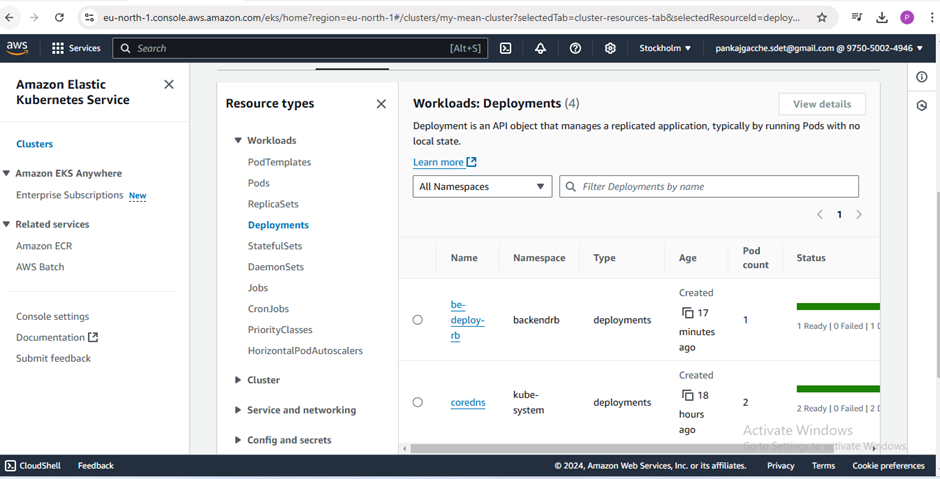 eu-north-1.console.aws.amazon.com/eks/home?region=eu-north-1#/clusters/my-mean-cluster?selectedTab=cluster-resources-tab&selectedResourceId=deploy...
P
aws
Services
Search
[Alt+S]
Stockholm
pankajgacche.sdet@gmail.com @ 9750-5002-4946
Amazon Elastic
Kubernetes Service
Clusters
Amazon EKS Anywhere
Enterprise Subscriptions New
Related services
Amazon ECR
AWS Batch
Console settings
Documentation
Submit feedback
Resource types
Workloads
PodTemplates
Pods
ReplicaSets
Deployments
StatefulSets
DaemonSets
Jobs
CronJobs
PriorityClasses
HorizontalPodAutoscalers
Cluster
Service and networking
Config and secrets
Workloads: Deployments (4)
View details
Deployment is an API object that manages a replicated application, typically by running Pods with no
local state.
Learn more
All Namespaces
Filter Deployments by name
1
Name
Namespace
Type
Age
Pod
count
Status
be-
deploy-
rb
backendrb
deployments
Created
17
minutes
ago
1
1 Ready | 0 Failed | 1 D
coredns
kube-
system
deployments
Created
18
hours
ago
2
2 Ready | 0 Failed | 2 D
Activate Windows
Go to Settings to activate Windows.
CloudShell
Feedback
© 2024, Amazon Web Services, Inc. or its affiliates.
Privacy
Terms
Cookie preferences